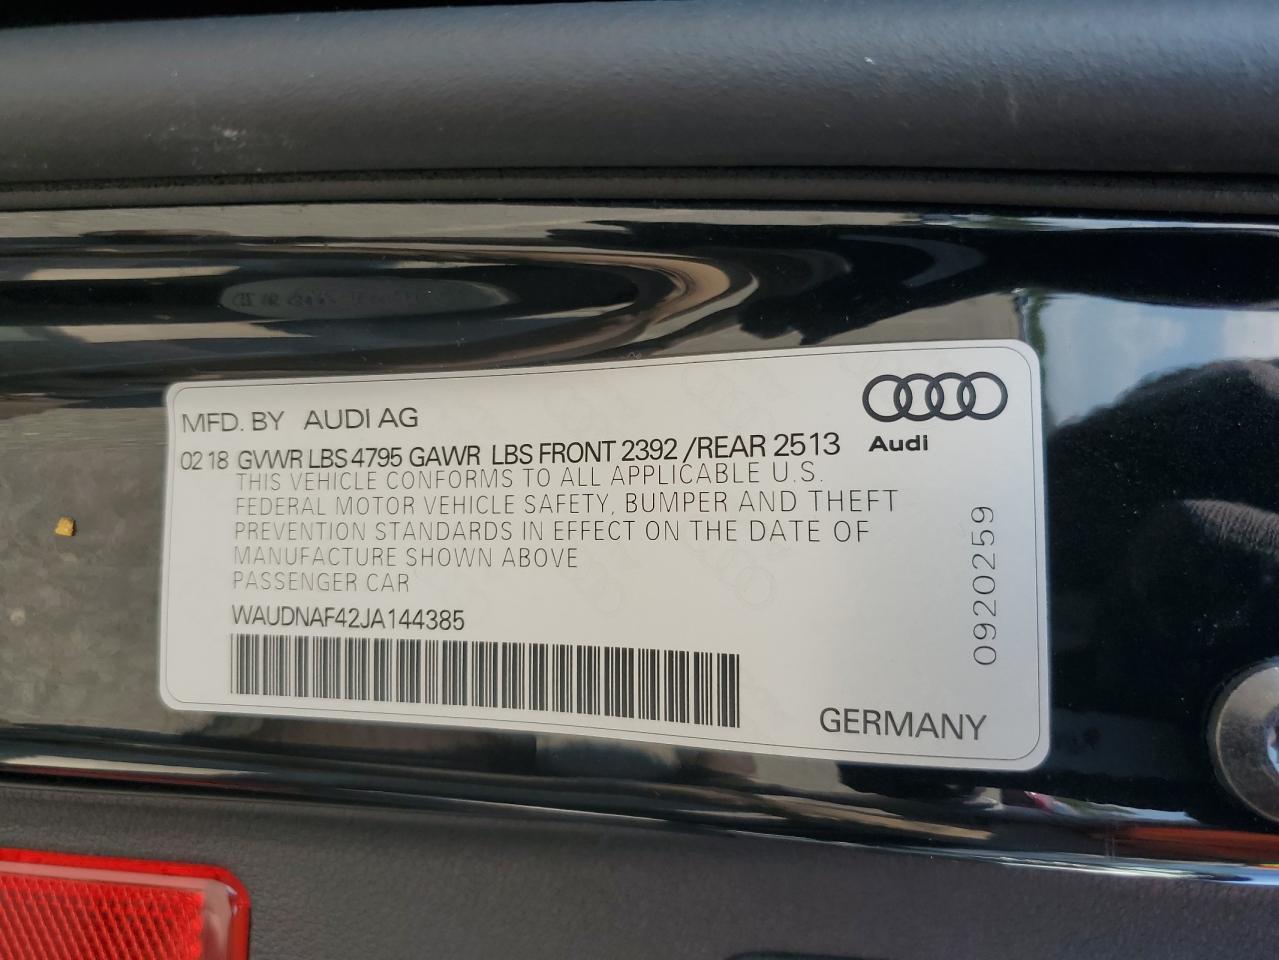 MFD. BY AUDI AG
Audi
02 18 GVWR LBS 4795 GAWR LBS FRONT 2392 /REAR 2513
THIS VEHICLE CONFORMS TO ALL APPLICABLE U.S.
FEDERAL MOTOR VEHICLE SAFETY, BUMPER AND THEFT
PREVENTION STANDARDS IN EFFECT ON THE DATE OF
MANUFACTURE SHOWN ABOVE
PASSENGER CAR
WAUDNAF42JA144385
0920259
GERMANY